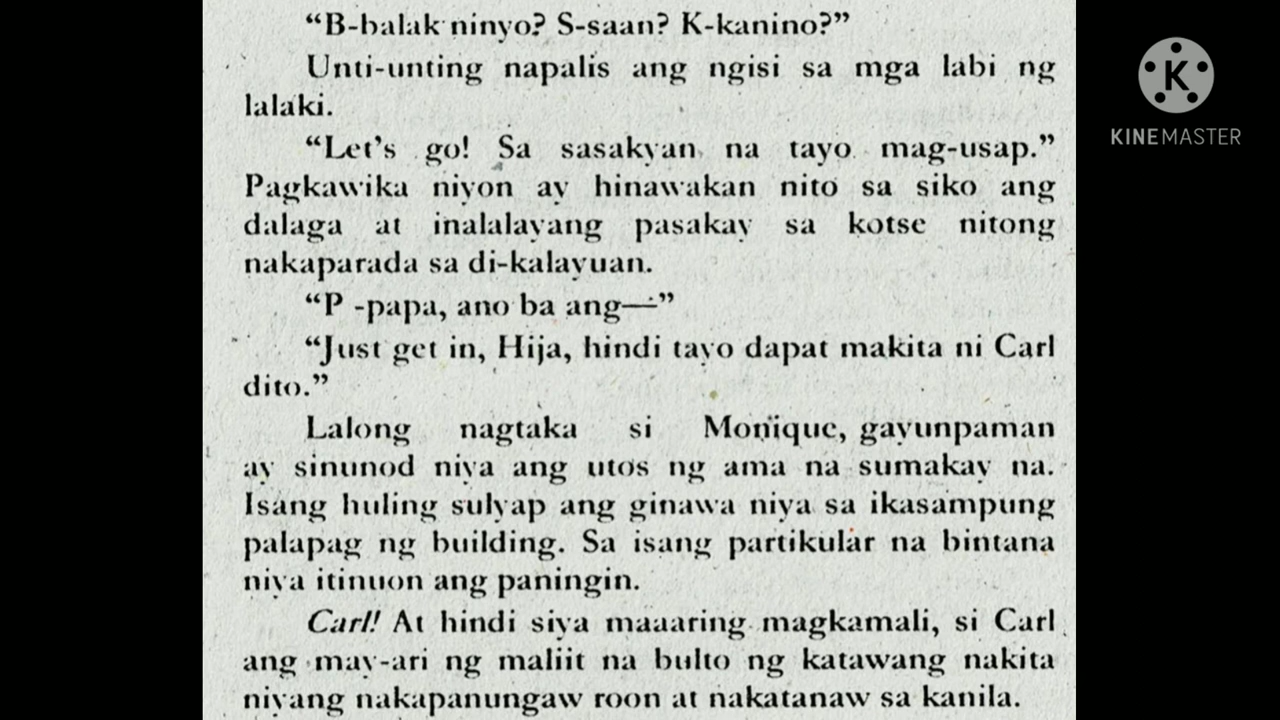 “B-balak ninyo? S-saan? K-kanino?”
Unti-unting napalis ang ngisi sa mga labi ng
lalaki.
“Let’s go! Sa sasakyan na tayo mag-usap.”
Pagkawika niyon ay hinawakan nito sa siko ang
dalaga at inalalayang pasakay sa kotse nitong
nakaparada sa di-kalayuan.
“P -papa, ano ba ang—”
“Just get in, Hija, hindi tayo dapat makita ni Carl
dito.”
Lalong nagtaka si Monique, gayunpaman
ay sinunod niya ang utos ng ama na sumakay na.
Isang huling sulyap ang ginawa niya sa ikasampung
palapag ng building. Sa isang partikular na bintana
niya itinuon ang paningin.
Carl! At hindi siya maaaring magkamali, si Carl
ang may-ari ng maliit na bulto ng katawang nakita
niyang nakapanungaw roon at nakatanaw sa kanila.
K
KINEMASTER